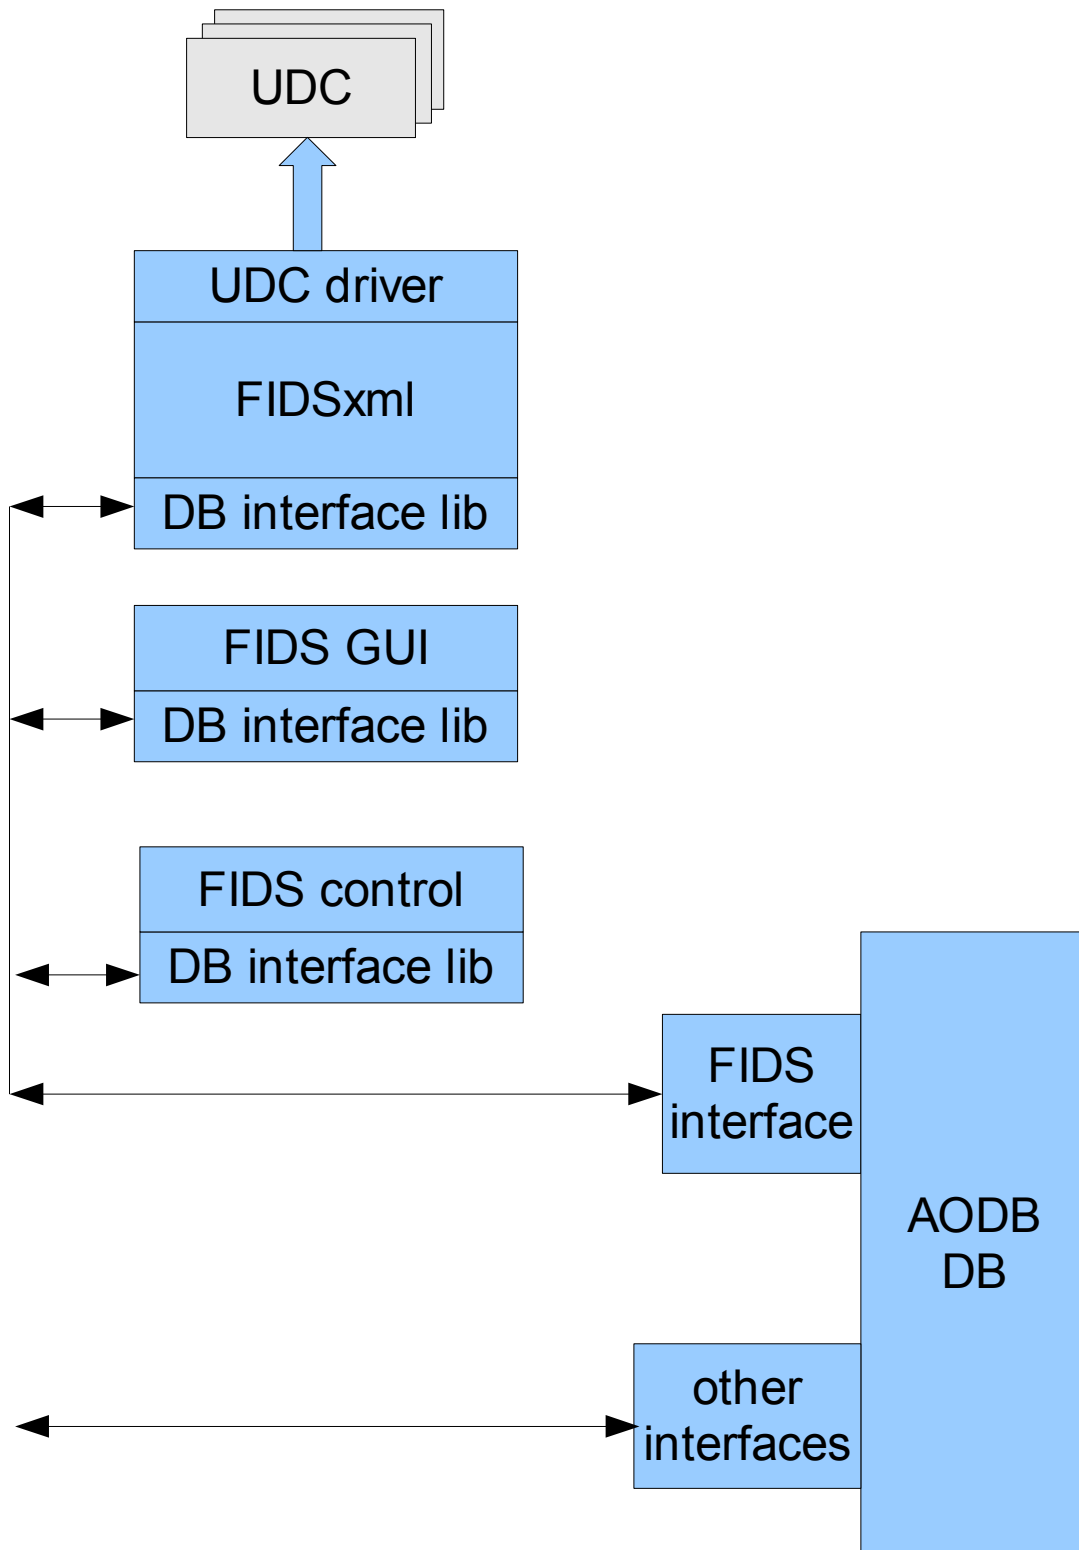 UDC
UDC driver
FIDSxml
DB interface lib
FIDS GUI
DB interface lib
FIDS control
DB interface lib
FIDS
interface
AODB
DB
other
interfaces